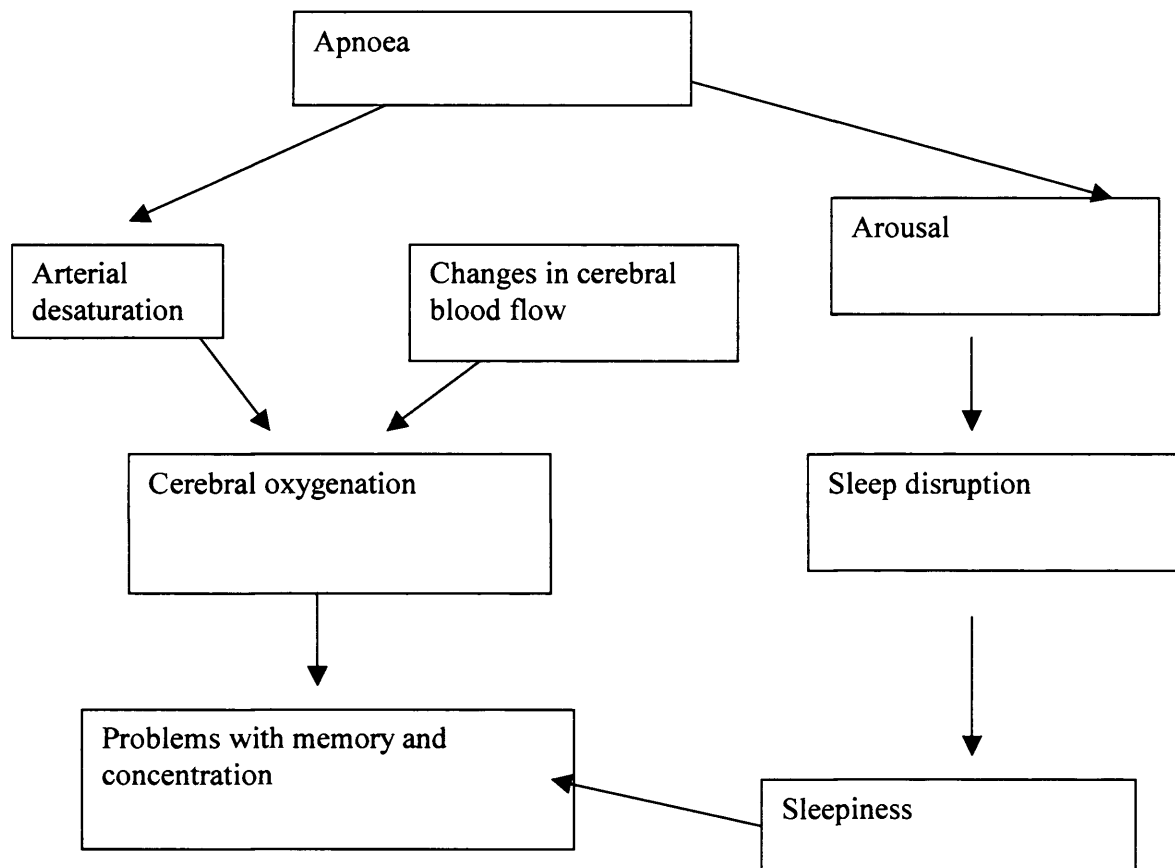 Apnoea
Arousal
Arterial
desaturation
Changes in cerebral
blood flow
Cerebral oxygenation
Sleep disruption
Problems with memory and
concentration
Sleepiness